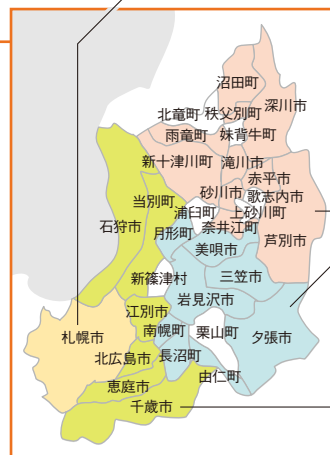 沼田町
深川市
北竜町
秩父別町
雨竜町
妹背牛町
新十津川町
滝川市
赤平市
砂川市
歌志内市
当別町
浦臼町
上砂川町
奈井江町
石狩市
月形町
芦別市
美唄市
新篠津村
三笠市
岩見沢市
江別市
札幌市
南幌町
栗山町
夕張市
北広島市
長沼町
由仁町
恵庭市
千歳市